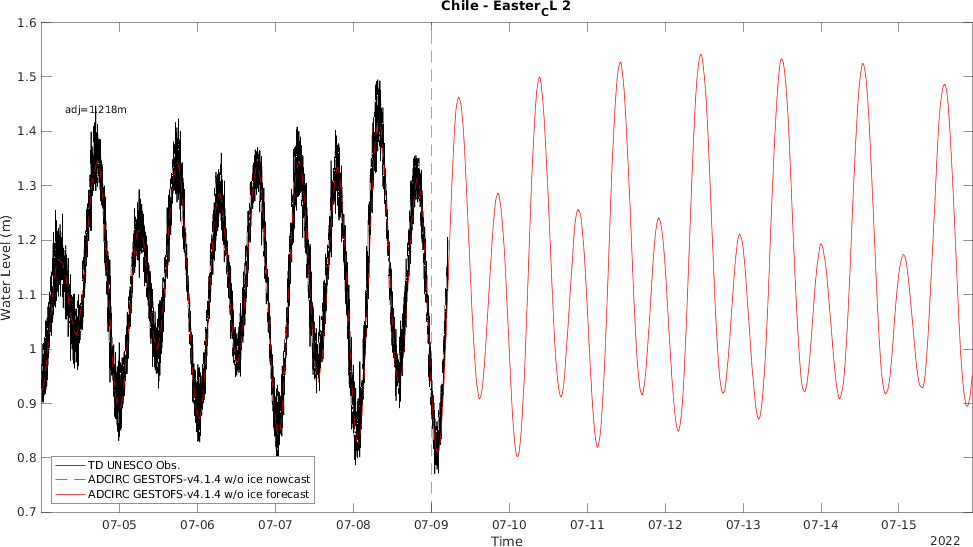 Chile - Easter_CL 2
1.6
1.5
adj=1.218m
1.4
1.3
1.2
Water Level (m)
1.1
1
0.9
0.8
TD UNESCO Obs.
ADCIRC GESTOFS-v4.1.4 w/o ice nowcast
ADCIRC GESTOFS-v4.1.4 w/o ice forecast
0.7
07-05 07-06 07-07 07-08 07-09 07-10 07-11 07-12 07-13 07-14 07-15
Time
2022